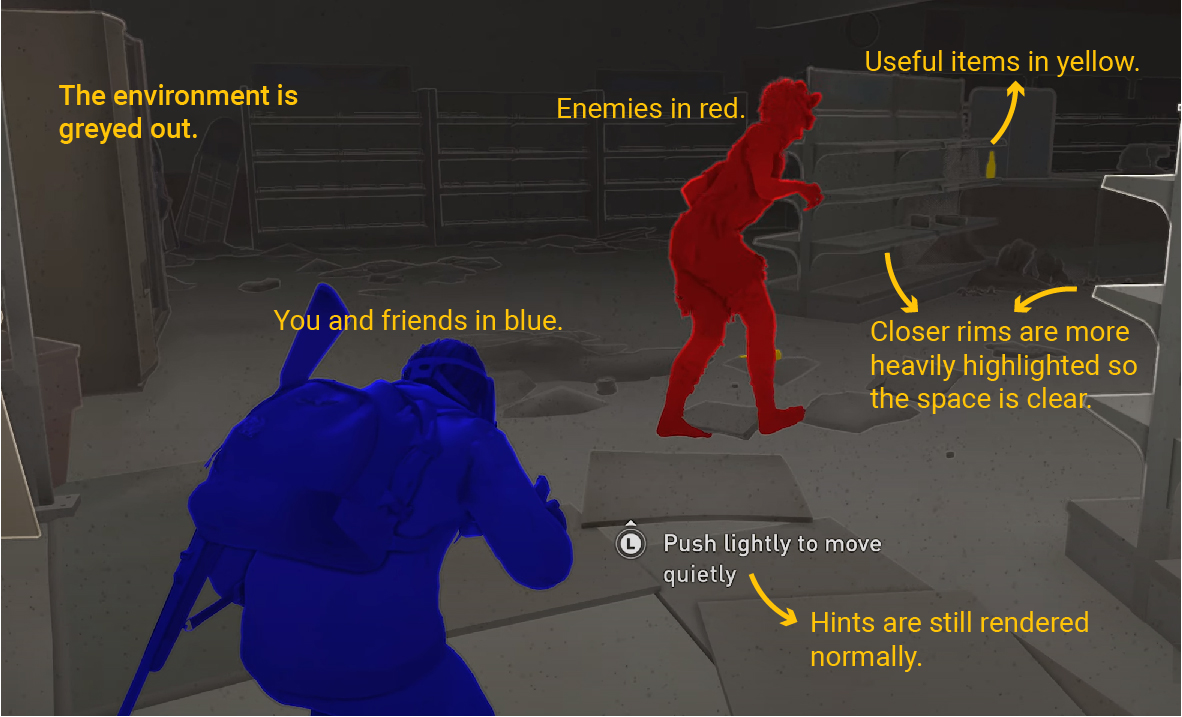 Useful items in yellow.
The environment is
greyed out.
Enemies in red.
You and friends in blue.
Closer rims are more
heavily highlighted so
the space is clear.
L Push lightly to move
quietly
Hints are still rendered
normally.